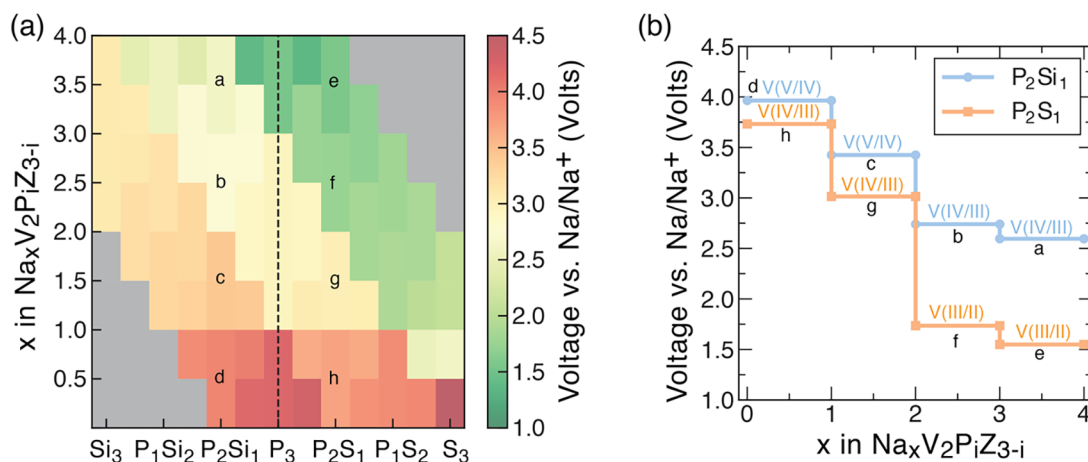 (a)
x in NaₓV₂PᵢZ₃₋ᵢ
4.0
3.5
3.0
2.5
2.0
1.5
1.0
0.5
a
e
b
f
c
g
d
h
Si₃ P₁Si₂ P₂Si₁ P₃ P₂S₁ P₁S₂ S₃
4.5
4.0
3.5
3.0
2.5
2.0
1.5
1.0
Voltage vs. Na/Na⁺ (Volts)
(b)
Voltage vs. Na/Na⁺ (Volts)
4.5
4.0
3.5
3.0
2.5
2.0
1.5
1.0
P₂Si₁
P₂S₁
d V(V/IV)
V(IV/III)
h
V(V/IV)
c
V(IV/III)
g
V(IV/III)
b
V(IV/III)
a
V(III/II)
f
V(III/II)
e
0 1 2 3 4
x in NaₓV₂PᵢZ₃₋ᵢ